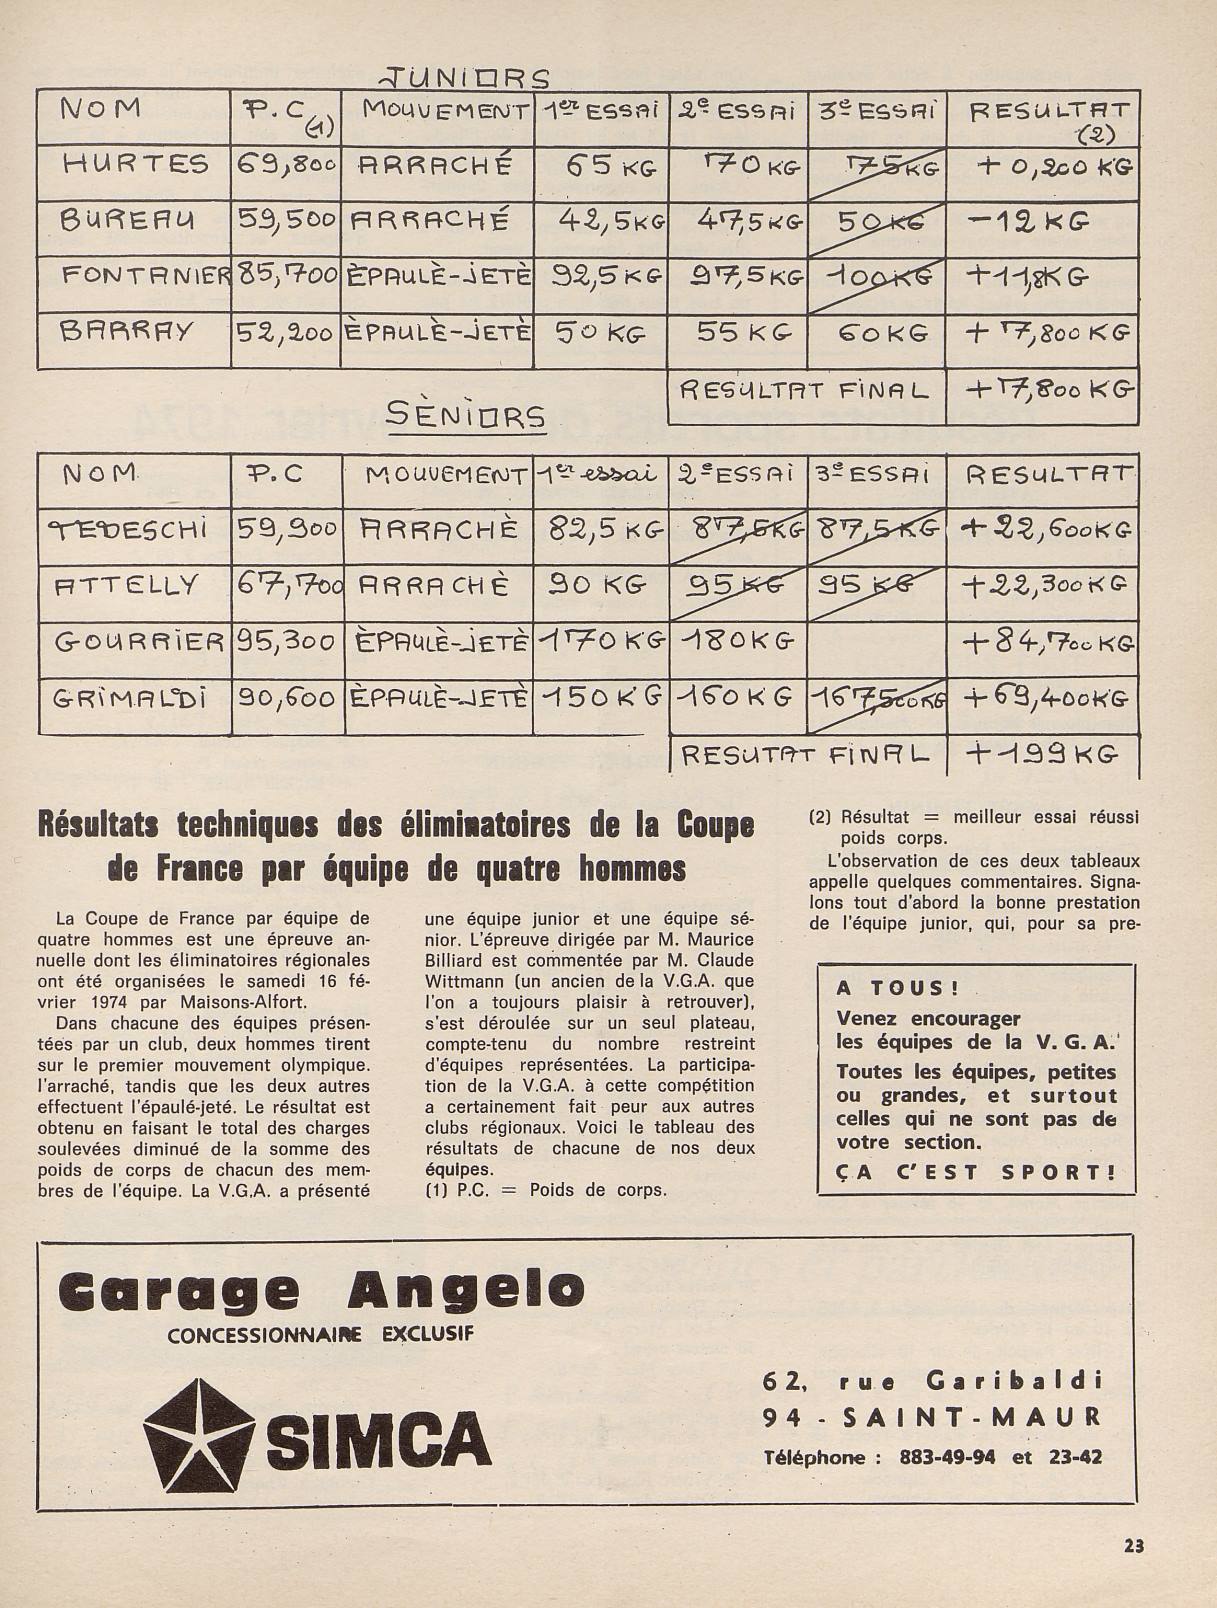 JUNIORS
NOM P.C (1) MOUVEMENT 1er ESSAI 2e ESSAI 3e ESSAI RESULTAT (2)
HURTES 69,800 ARRACHÉ 65 KG 70 KG 75 KG + 0,200 KG
BUREAU 59,500 ARRACHÉ 42,5 KG 47,5 KG 50 KG -12 KG
FONTANIER 85,700 ÈPAULÈ-JETÈ 92,5 KG 97,5 KG 100 KG +11,8 KG
BARRAY 52,200 ÈPAULÈ-JETÈ 50 KG 55 KG 60 KG + 7,800 KG
RESULTAT FINAL +7,800 KG
SÈNIORS
NOM P.C MOUVEMENT 1er essai 2e ESSAI 3e ESSAI RESULTAT
TEDESCHI 59,900 ARRACHÈ 82,5 KG 87,5 KG 87,5 KG + 22,600 KG
ATTELLY 67,700 ARRACHÈ 90 KG 95 KG 95 KG +22,300 KG
GOURRIER 95,300 ÈPAULÈ-JETÈ 170 KG 180 KG +84,700 KG
GRIMALDI 90,600 ÈPAULÈ-JETÈ 150 KG 160 KG 167,500 KG +69,400 KG
RESUTAT FINAL +199 KG
Résultats techniques des éliminatoires de la Coupe
de France par équipe de quatre hommes
La Coupe de France par équipe de
quatre hommes est une épreuve an-
nuelle dont les éliminatoires régionales
ont été organisées le samedi 16 fé-
vrier 1974 par Maisons-Alfort.
Dans chacune des équipes présen-
tées par un club, deux hommes tirent
sur le premier mouvement olympique.
l'arraché, tandis que les deux autres
effectuent l'épaulé-jeté. Le résultat est
obtenu en faisant le total des charges
soulevées diminué de la somme des
poids de corps de chacun des mem-
bres de l'équipe. La V.G.A. a présenté
une équipe junior et une équipe sé-
nior. L'épreuve dirigée par M. Maurice
Billiard est commentée par M. Claude
Wittmann (un ancien de la V.G.A. que
l'on a toujours plaisir à retrouver),
s'est déroulée sur un seul plateau,
compte-tenu du nombre restreint
d'équipes représentées. La participa-
tion de la V.G.A. à cette compétition
a certainement fait peur aux autres
clubs régionaux. Voici le tableau des
résultats de chacune de nos deux
équipes.
(1) P.C. = Poids de corps.
(2) Résultat = meilleur essai réussi
poids corps.
L'observation de ces deux tableaux
appelle quelques commentaires. Signa-
lons tout d'abord la bonne prestation
de l'équipe junior, qui, pour sa pre-
A TOUS !
Venez encourager
les équipes de la V. G. A.
Toutes les équipes, petites
ou grandes, et surtout
celles qui ne sont pas de
votre section.
ÇA C'EST SPORT !
Garage Angelo
CONCESSIONNAIRE EXCLUSIF
SIMCA
62, rue Garibaldi
94 - SAINT-MAUR
Téléphone : 883-49-94 et 23-42
23